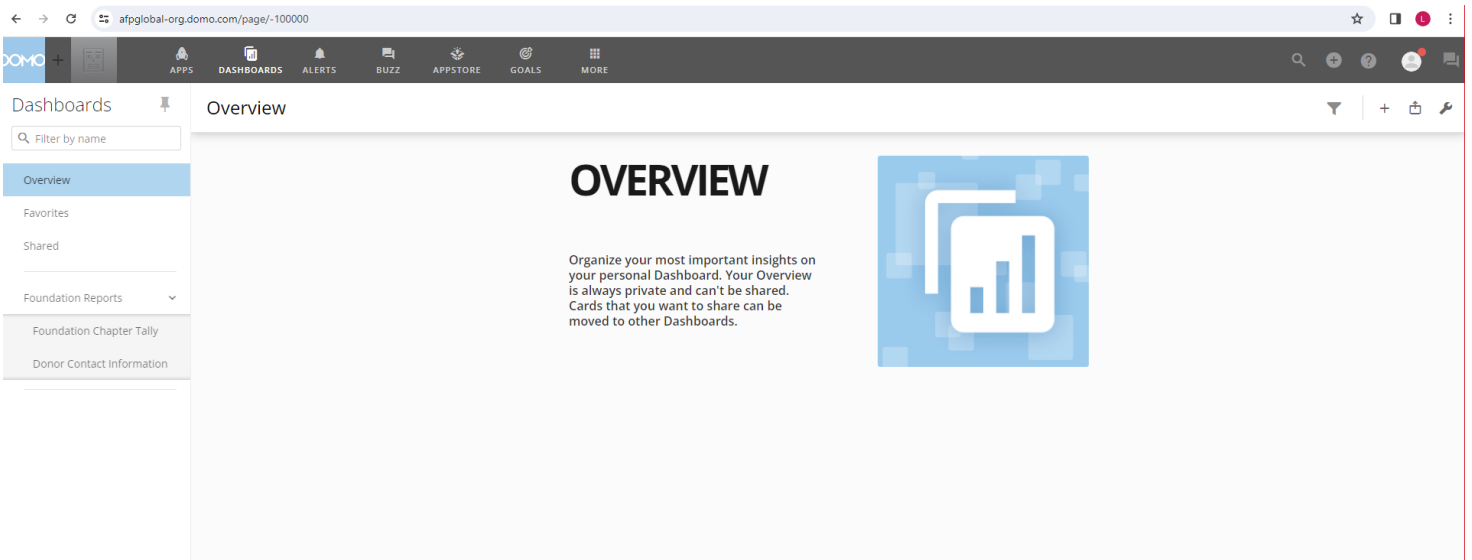 afpglobal-org.domo.com/page/-100000
L
DOMO
APPS DASHBOARDS ALERTS BUZZ APPSTORE GOALS MORE
Dashboards
Overview
Filter by name
Overview
Favorites
Shared
Foundation Reports
Foundation Chapter Tally
Donor Contact Information
OVERVIEW
Organize your most important insights on
your personal Dashboard. Your Overview
is always private and can't be shared.
Cards that you want to share can be
moved to other Dashboards.